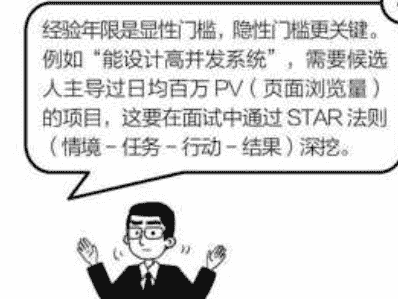 经验年限是显性门槛，隐性门槛更关键。
例如“能设计高并发系统”，需要候选
人主导过日均百万 PV（页面浏览量）
的项目，这要在面试中通过 STAR 法则
（情境－任务－行动－结果）深挖。